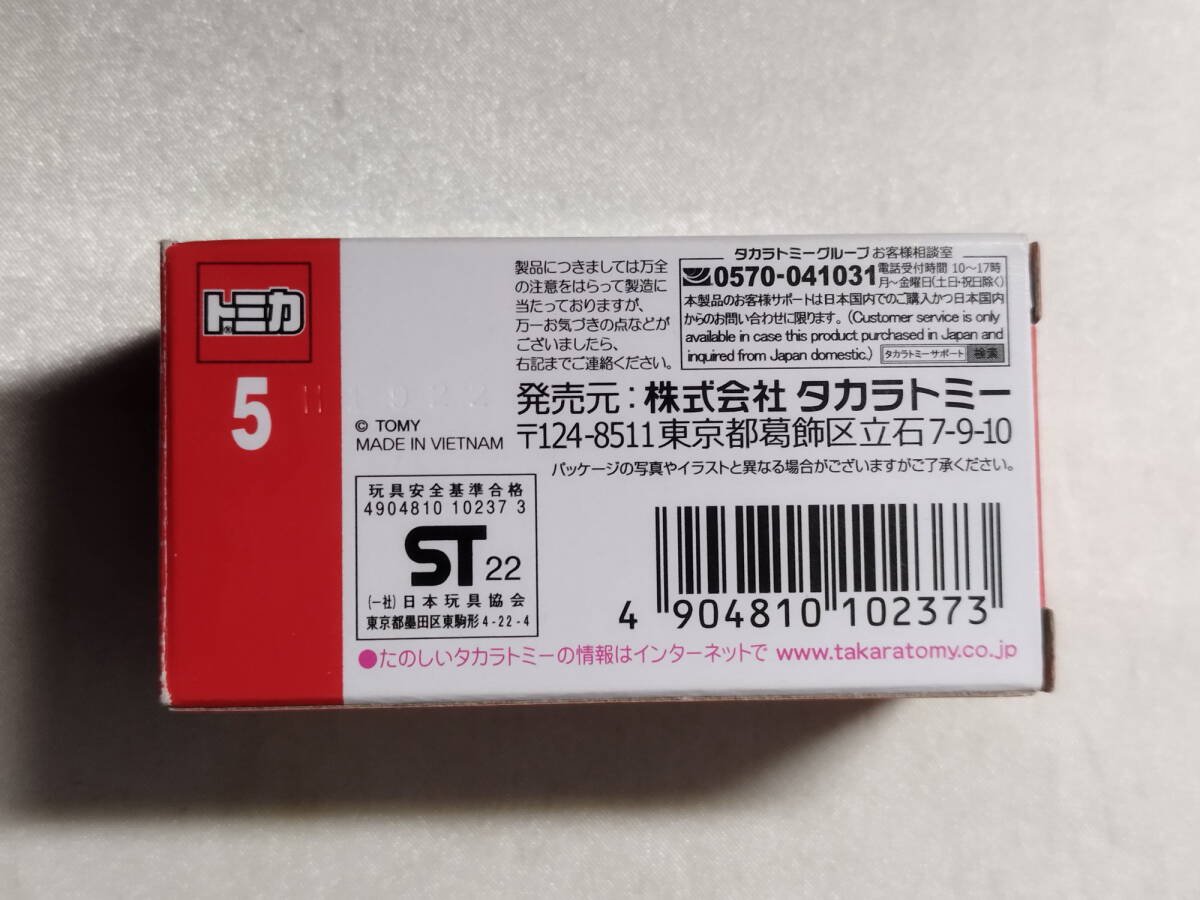 トミカ®
5
© TOMY
MADE IN VIETNAM
製品につきましては万全
の注意をはらって製造に
当たっておりますが、
万一お気づきの点などが
ございましたら、
右記までご連絡ください。
タカラトミーグループ お客様相談室
0570-041031 電話受付時間 10〜17時
月〜金曜日(土日・祝日除く)
本製品のお客様サポートは日本国内でのご購入かつ日本国内
からのお問い合わせに限ります。(Customer service is only
available in case this product purchased in Japan and
inquired from Japan domestic.) タカラトミーサポート 検索
発売元:株式会社 タカラトミー
〒124-8511東京都葛飾区立石7-9-10
パッケージの写真やイラストと異なる場合がございますがご了承ください。
玩具安全基準合格
4904810 10237 3
ST 22
(一社)日本玩具協会
東京都墨田区東駒形4-22-4
4 904810 102373
●たのしいタカラトミーの情報はインターネットで www.takaratomy.co.jp